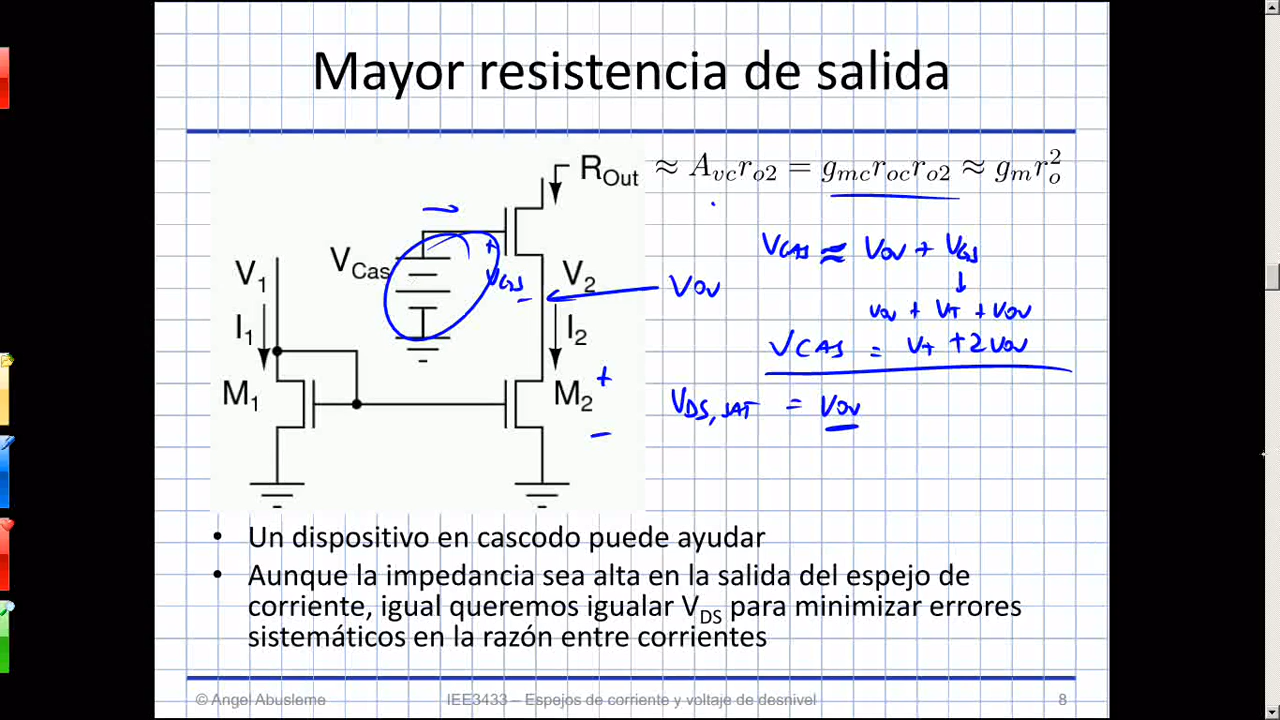 Mayor resistencia de salida
R_Out ≈ A_vc r_o2 = g_mc r_oc r_o2 ≈ g_m r_o^2
V_CAS ≈ V_OV + V_GS
V_Cas
+
V_GS
−
V_1
V_2
V_OV
V_OV + V_T + V_OV
I_1
I_2
V_CAS = V_T + 2V_OV
M_1
M_2
+
−
V_DS,SAT = V_OV
• Un dispositivo en cascodo puede ayudar
• Aunque la impedancia sea alta en la salida del espejo de
corriente, igual queremos igualar V_DS para minimizar errores
sistemáticos en la razón entre corrientes
© Angel Abusleme IEE3433 – Espejos de corriente y voltaje de desnivel 8